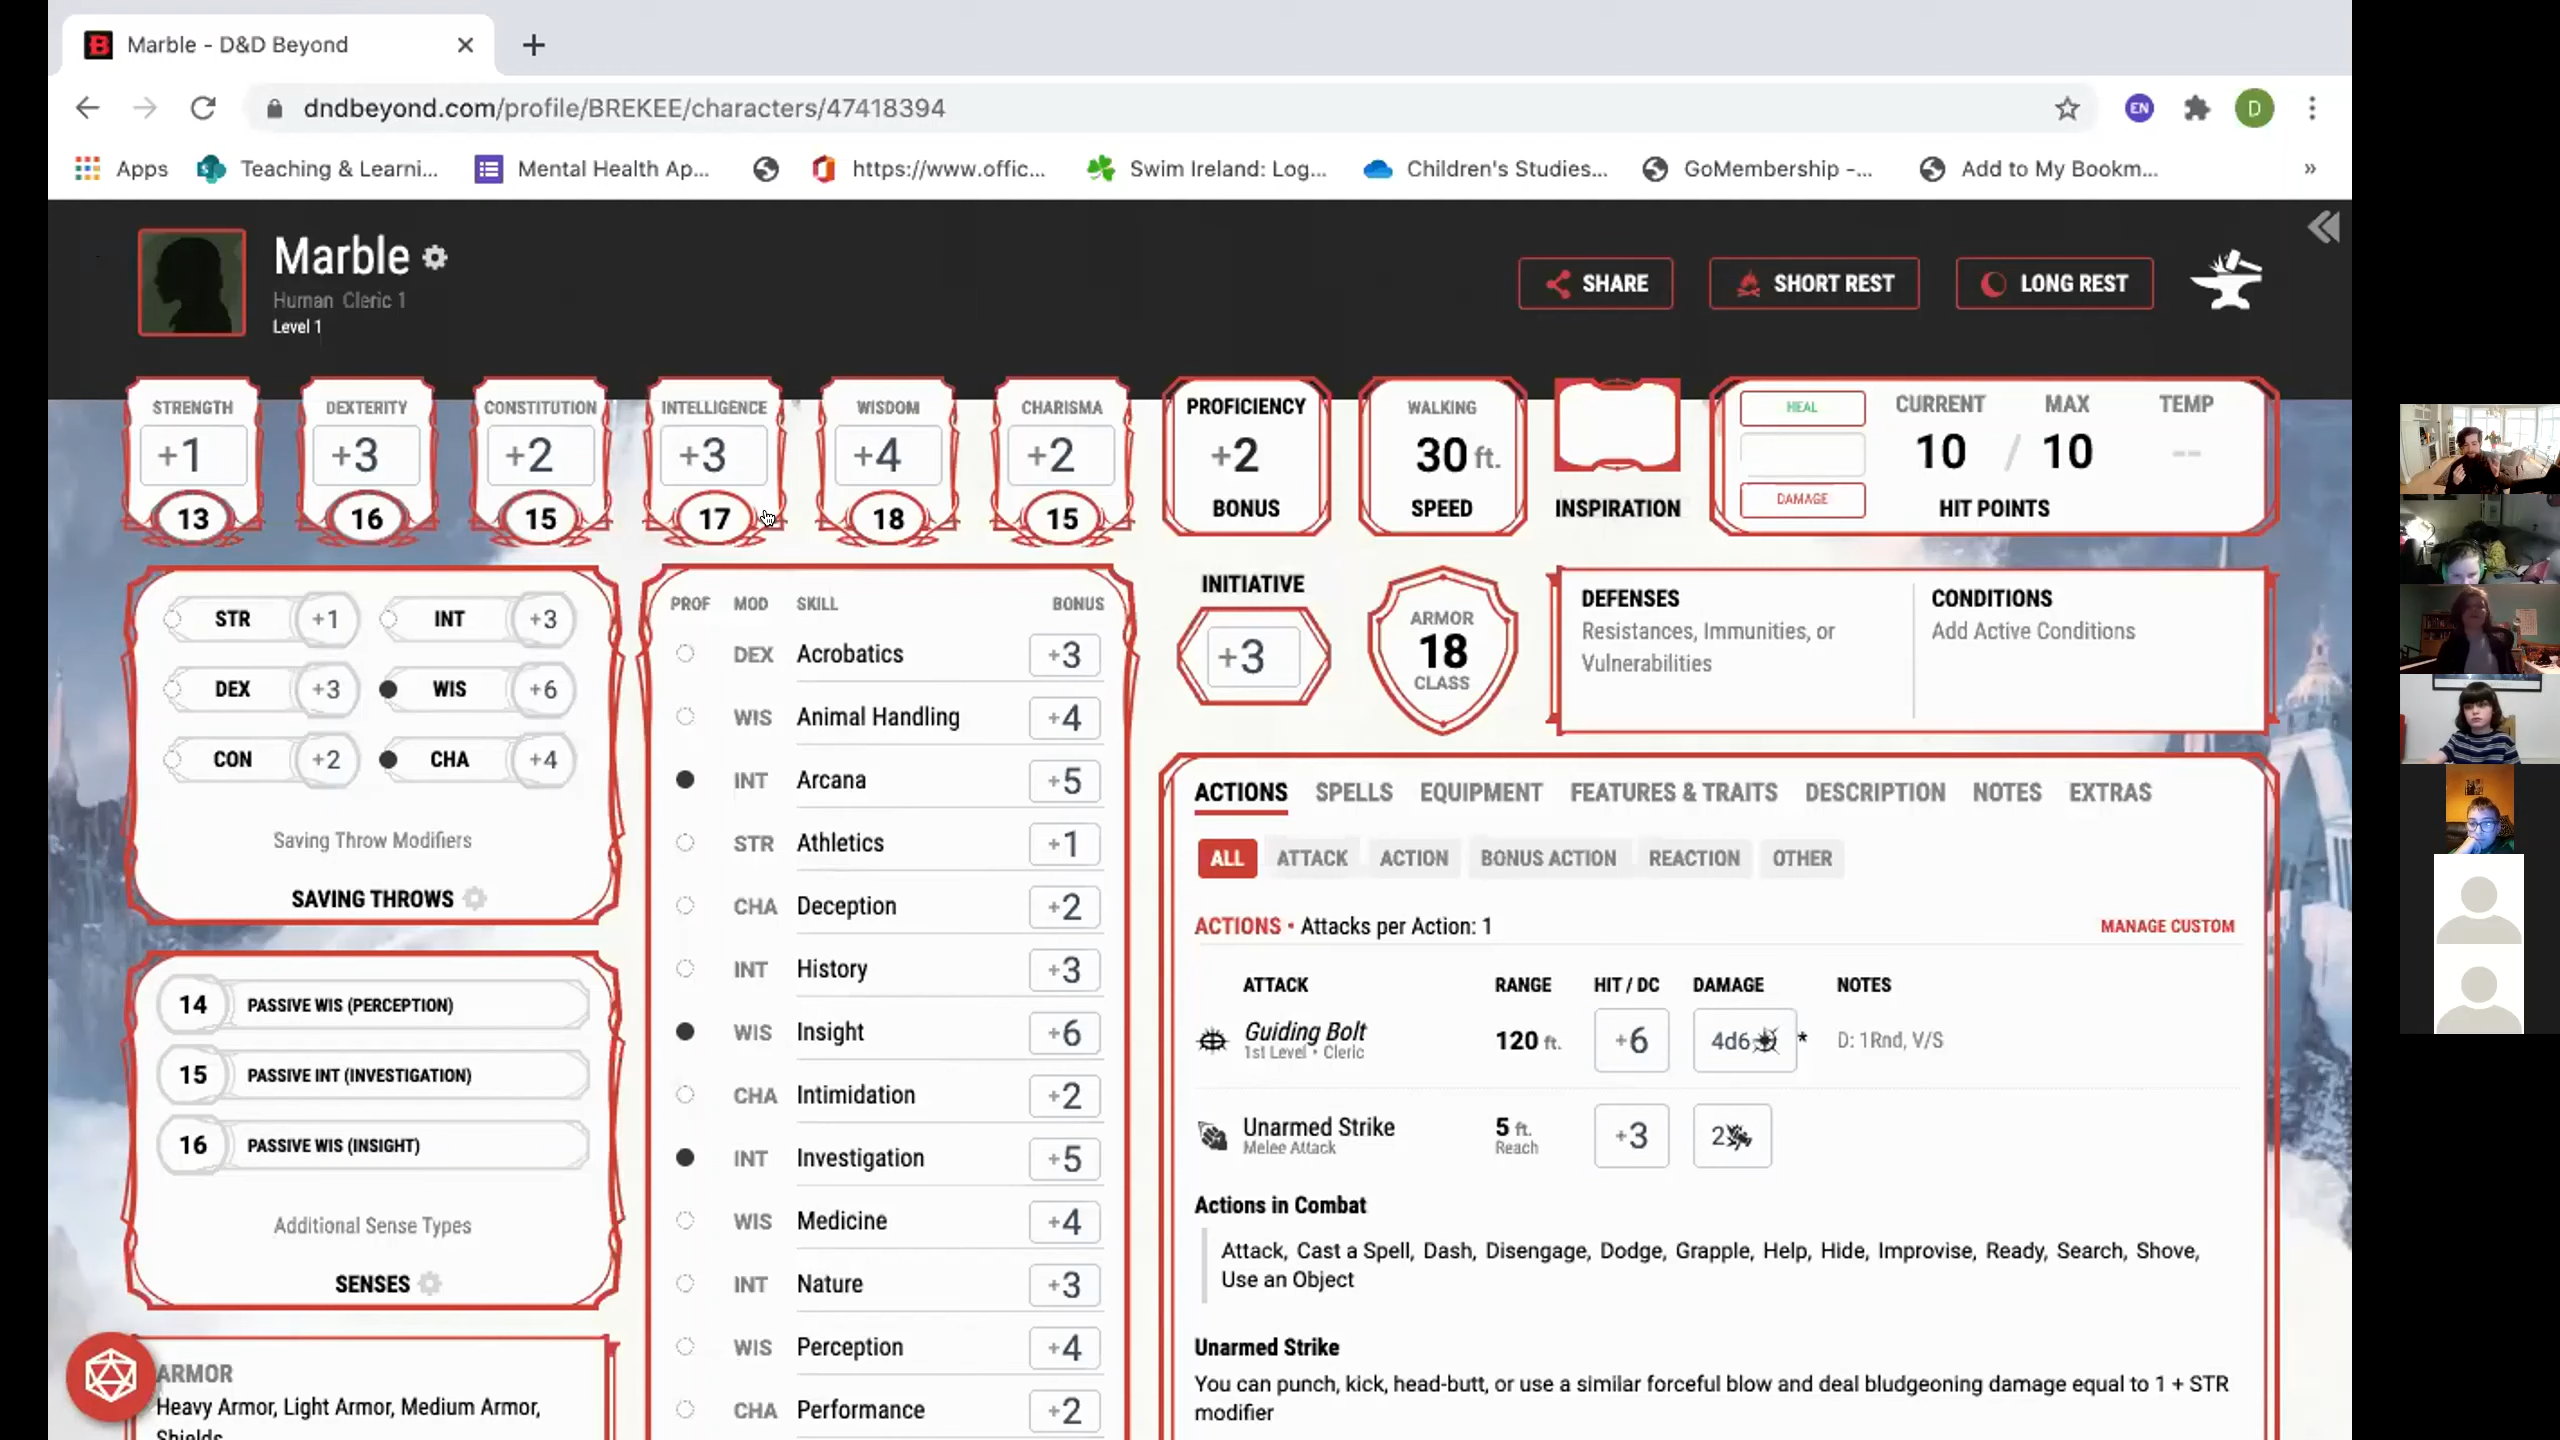 Marble - D&D Beyond
dndbeyond.com/profile/BREKEE/characters/47418394
EN
D
Apps
Teaching & Learni...
Mental Health Ap...
https://www.offic...
Swim Ireland: Log...
Children's Studies...
GoMembership -...
Add to My Bookm...
»
Marble
Human Cleric 1
Level 1
SHARE
SHORT REST
LONG REST
STRENGTH
+1
13
DEXTERITY
+3
16
CONSTITUTION
+2
15
INTELLIGENCE
+3
17
WISDOM
+4
18
CHARISMA
+2
15
PROFICIENCY
+2
BONUS
WALKING
30 ft.
SPEED
INSPIRATION
HEAL
DAMAGE
CURRENT MAX TEMP
10 / 10 --
HIT POINTS
STR +1 INT +3
DEX +3 WIS +6
CON +2 CHA +4
Saving Throw Modifiers
SAVING THROWS
14 PASSIVE WIS (PERCEPTION)
15 PASSIVE INT (INVESTIGATION)
16 PASSIVE WIS (INSIGHT)
Additional Sense Types
SENSES
ARMOR
Heavy Armor, Light Armor, Medium Armor,
Shields
PROF MOD SKILL BONUS
DEX Acrobatics +3
WIS Animal Handling +4
INT Arcana +5
STR Athletics +1
CHA Deception +2
INT History +3
WIS Insight +6
CHA Intimidation +2
INT Investigation +5
WIS Medicine +4
INT Nature +3
WIS Perception +4
CHA Performance +2
INITIATIVE
+3
ARMOR
18
CLASS
DEFENSES
Resistances, Immunities, or
Vulnerabilities
CONDITIONS
Add Active Conditions
ACTIONS SPELLS EQUIPMENT FEATURES & TRAITS DESCRIPTION NOTES EXTRAS
ALL ATTACK ACTION BONUS ACTION REACTION OTHER
ACTIONS • Attacks per Action: 1
MANAGE CUSTOM
ATTACK RANGE HIT / DC DAMAGE NOTES
Guiding Bolt 120 ft. +6 4d6 * D: 1Rnd, V/S
1st Level • Cleric
Unarmed Strike 5 ft. +3 2
Melee Attack Reach
Actions in Combat
Attack, Cast a Spell, Dash, Disengage, Dodge, Grapple, Help, Hide, Improvise, Ready, Search, Shove,
Use an Object
Unarmed Strike
You can punch, kick, head-butt, or use a similar forceful blow and deal bludgeoning damage equal to 1 + STR
modifier